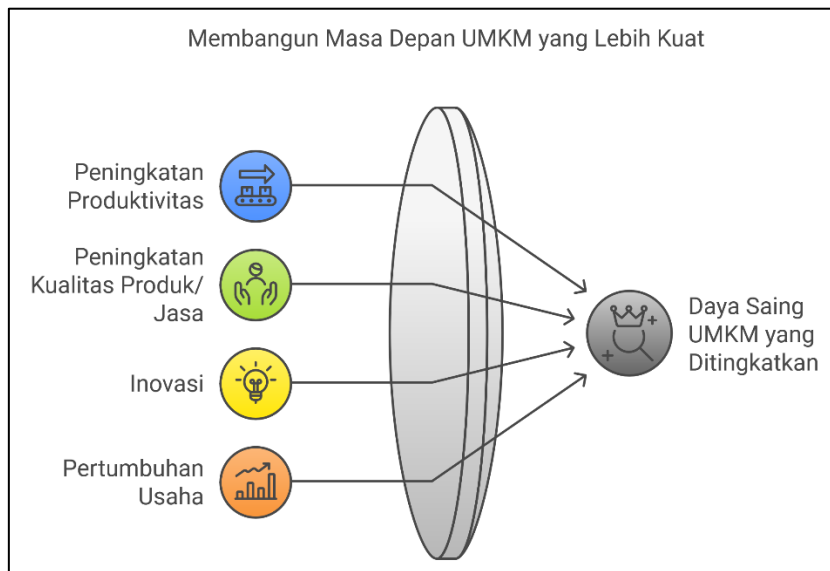 Membangun Masa Depan UMKM yang Lebih Kuat
Peningkatan
Produktivitas
Peningkatan
Kualitas Produk/
Jasa
Inovasi
Pertumbuhan
Usaha
Daya Saing
UMKM yang
Ditingkatkan